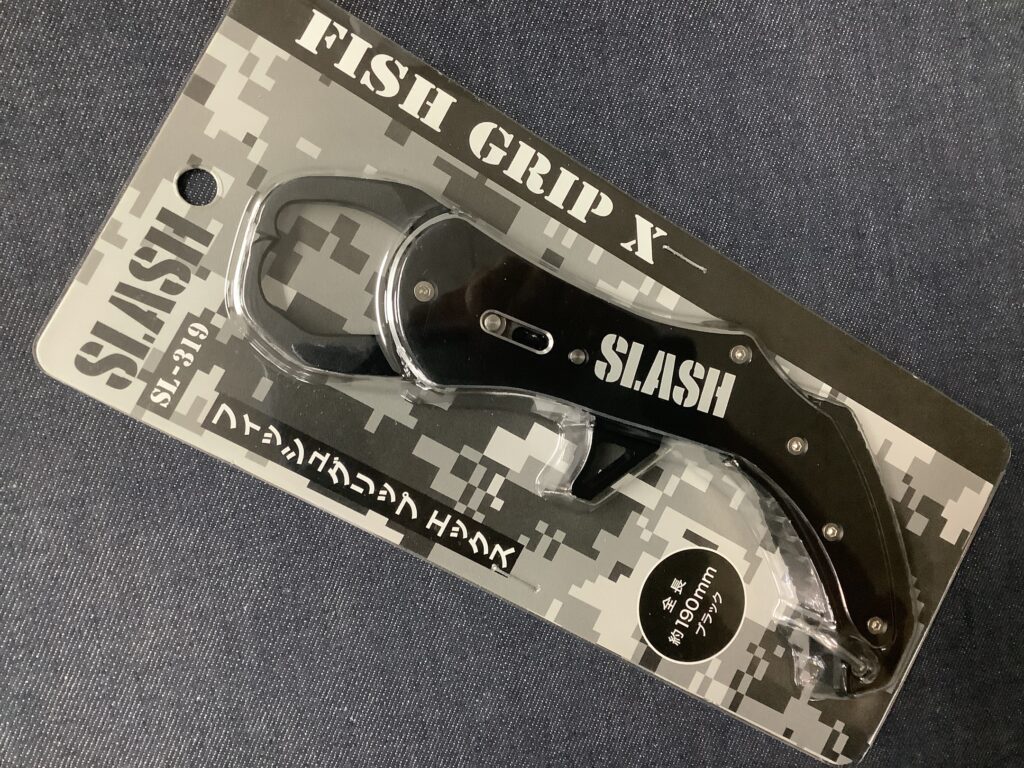 FISH GRIP X
SLASH
SL-319
フィッシュグリップ エックス
SLASH
全長
約190mm
ブラック